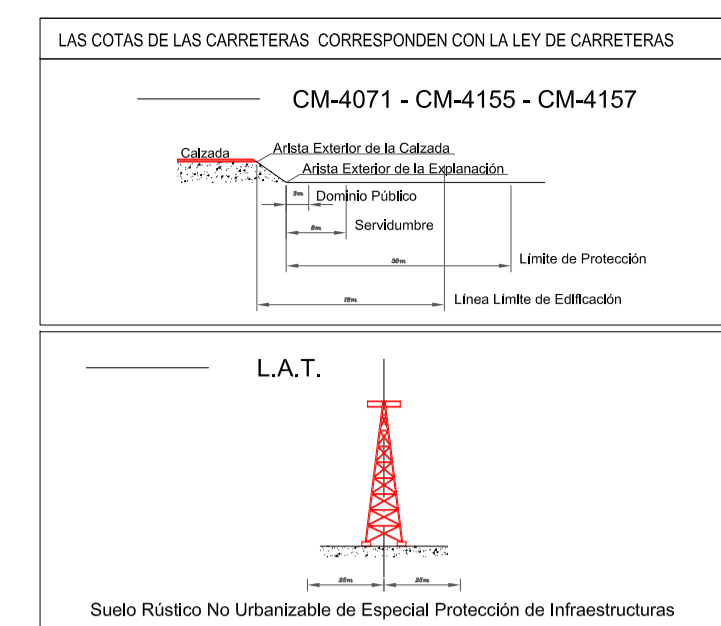 LAS COTAS DE LAS CARRETERAS CORRESPONDEN CON LA LEY DE CARRETERAS
CM-4071 - CM-4155 - CM-4157
Calzada
Arista Exterior de la Calzada
Arista Exterior de la Explanación
3m
Dominio Público
8m
Servidumbre
30m
Límite de Protección
18m
Línea Límite de Edificación
L.A.T.
25m 25m
Suelo Rústico No Urbanizable de Especial Protección de Infraestructuras